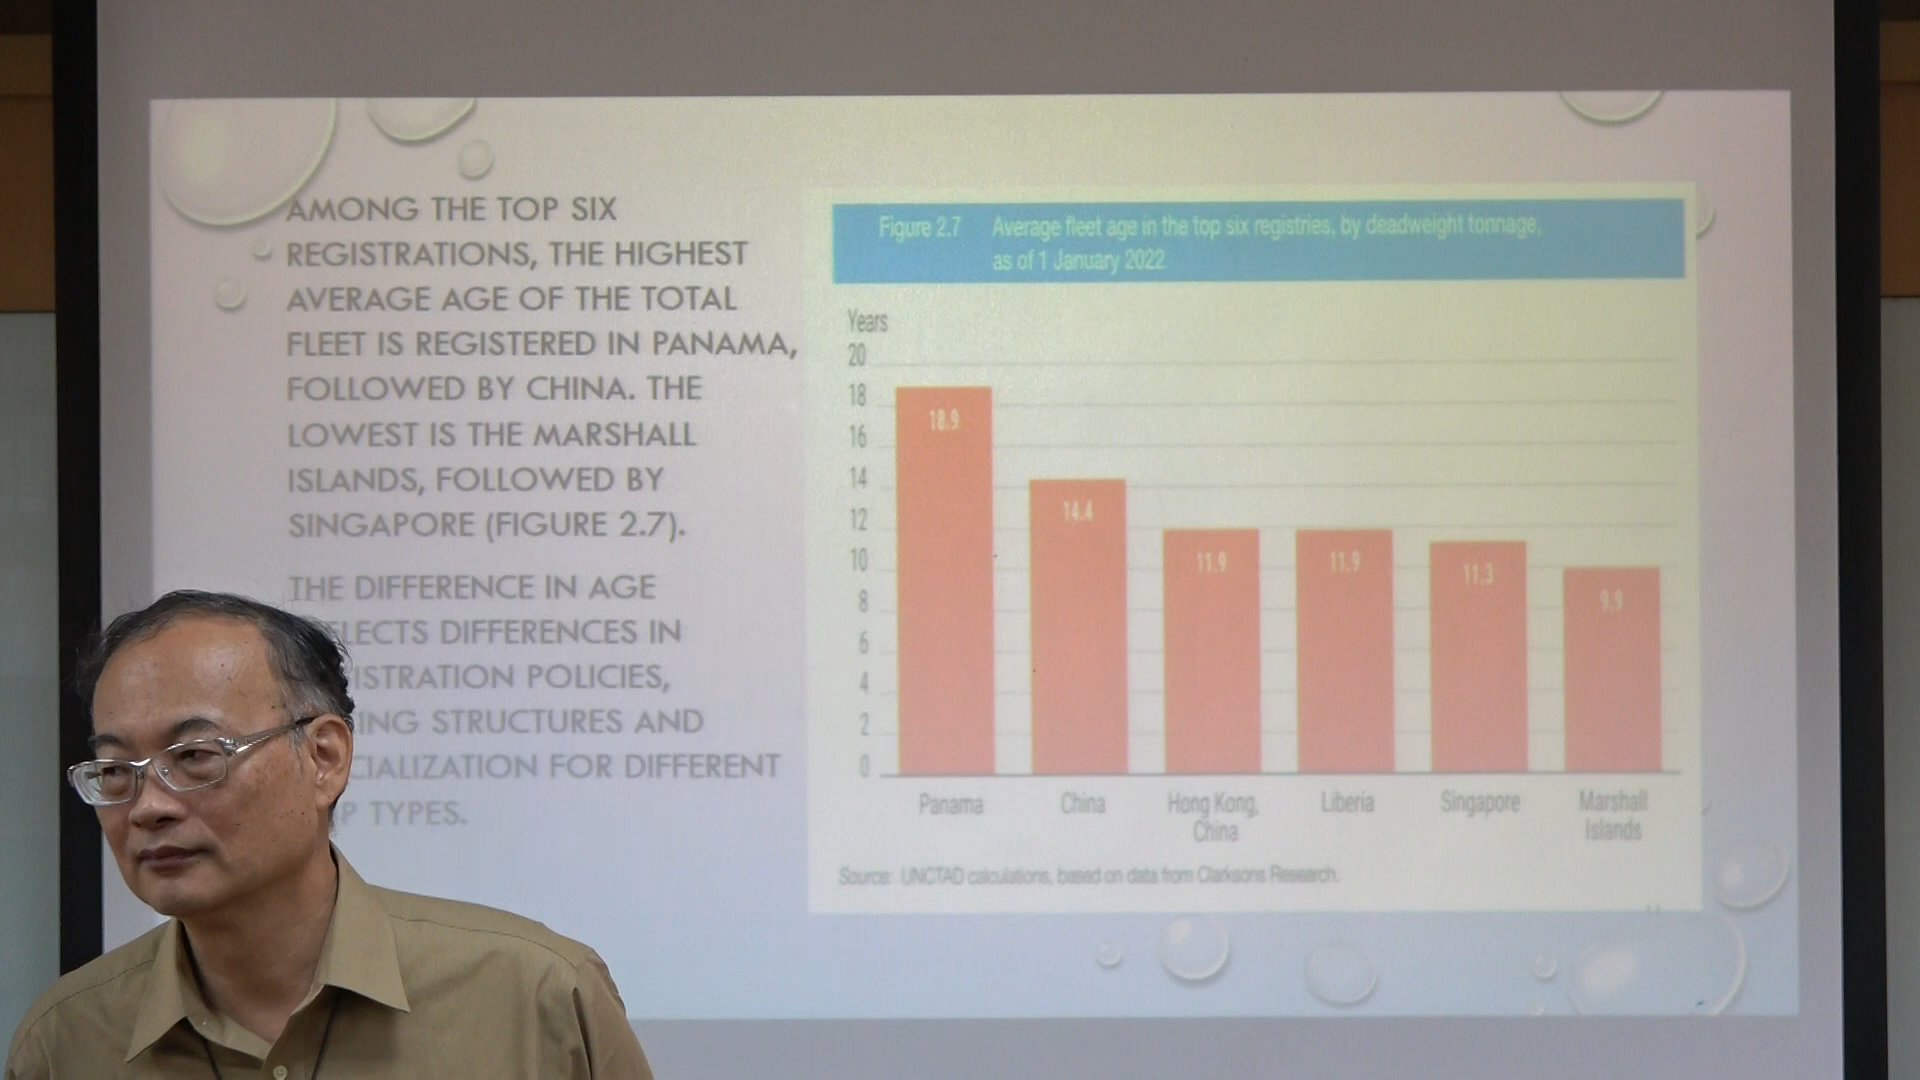 AMONG THE TOP SIX
REGISTRATIONS, THE HIGHEST
AVERAGE AGE OF THE TOTAL
FLEET IS REGISTERED IN PANAMA,
FOLLOWED BY CHINA. THE
LOWEST IS THE MARSHALL
ISLANDS, FOLLOWED BY
SINGAPORE (FIGURE 2.7).
THE DIFFERENCE IN AGE
DIFFERENCES IN
POLICIES,
STRUCTURES AND
FOR DIFFERENT
TYPES.
Figure 2.7 Average fleet age in the top six registries, by deadweight tonnage,
as of 1 January 2022
Years
20
18
16
14
12
10
8
6
4
2
0
18.9
14.4
11.9
11.9
11.3
9.9
Panama
China
Hong Kong,
China
Liberia
Singapore
Marshall
Islands
Source: UNCTAD calculations, based on data from Clarksons Research.